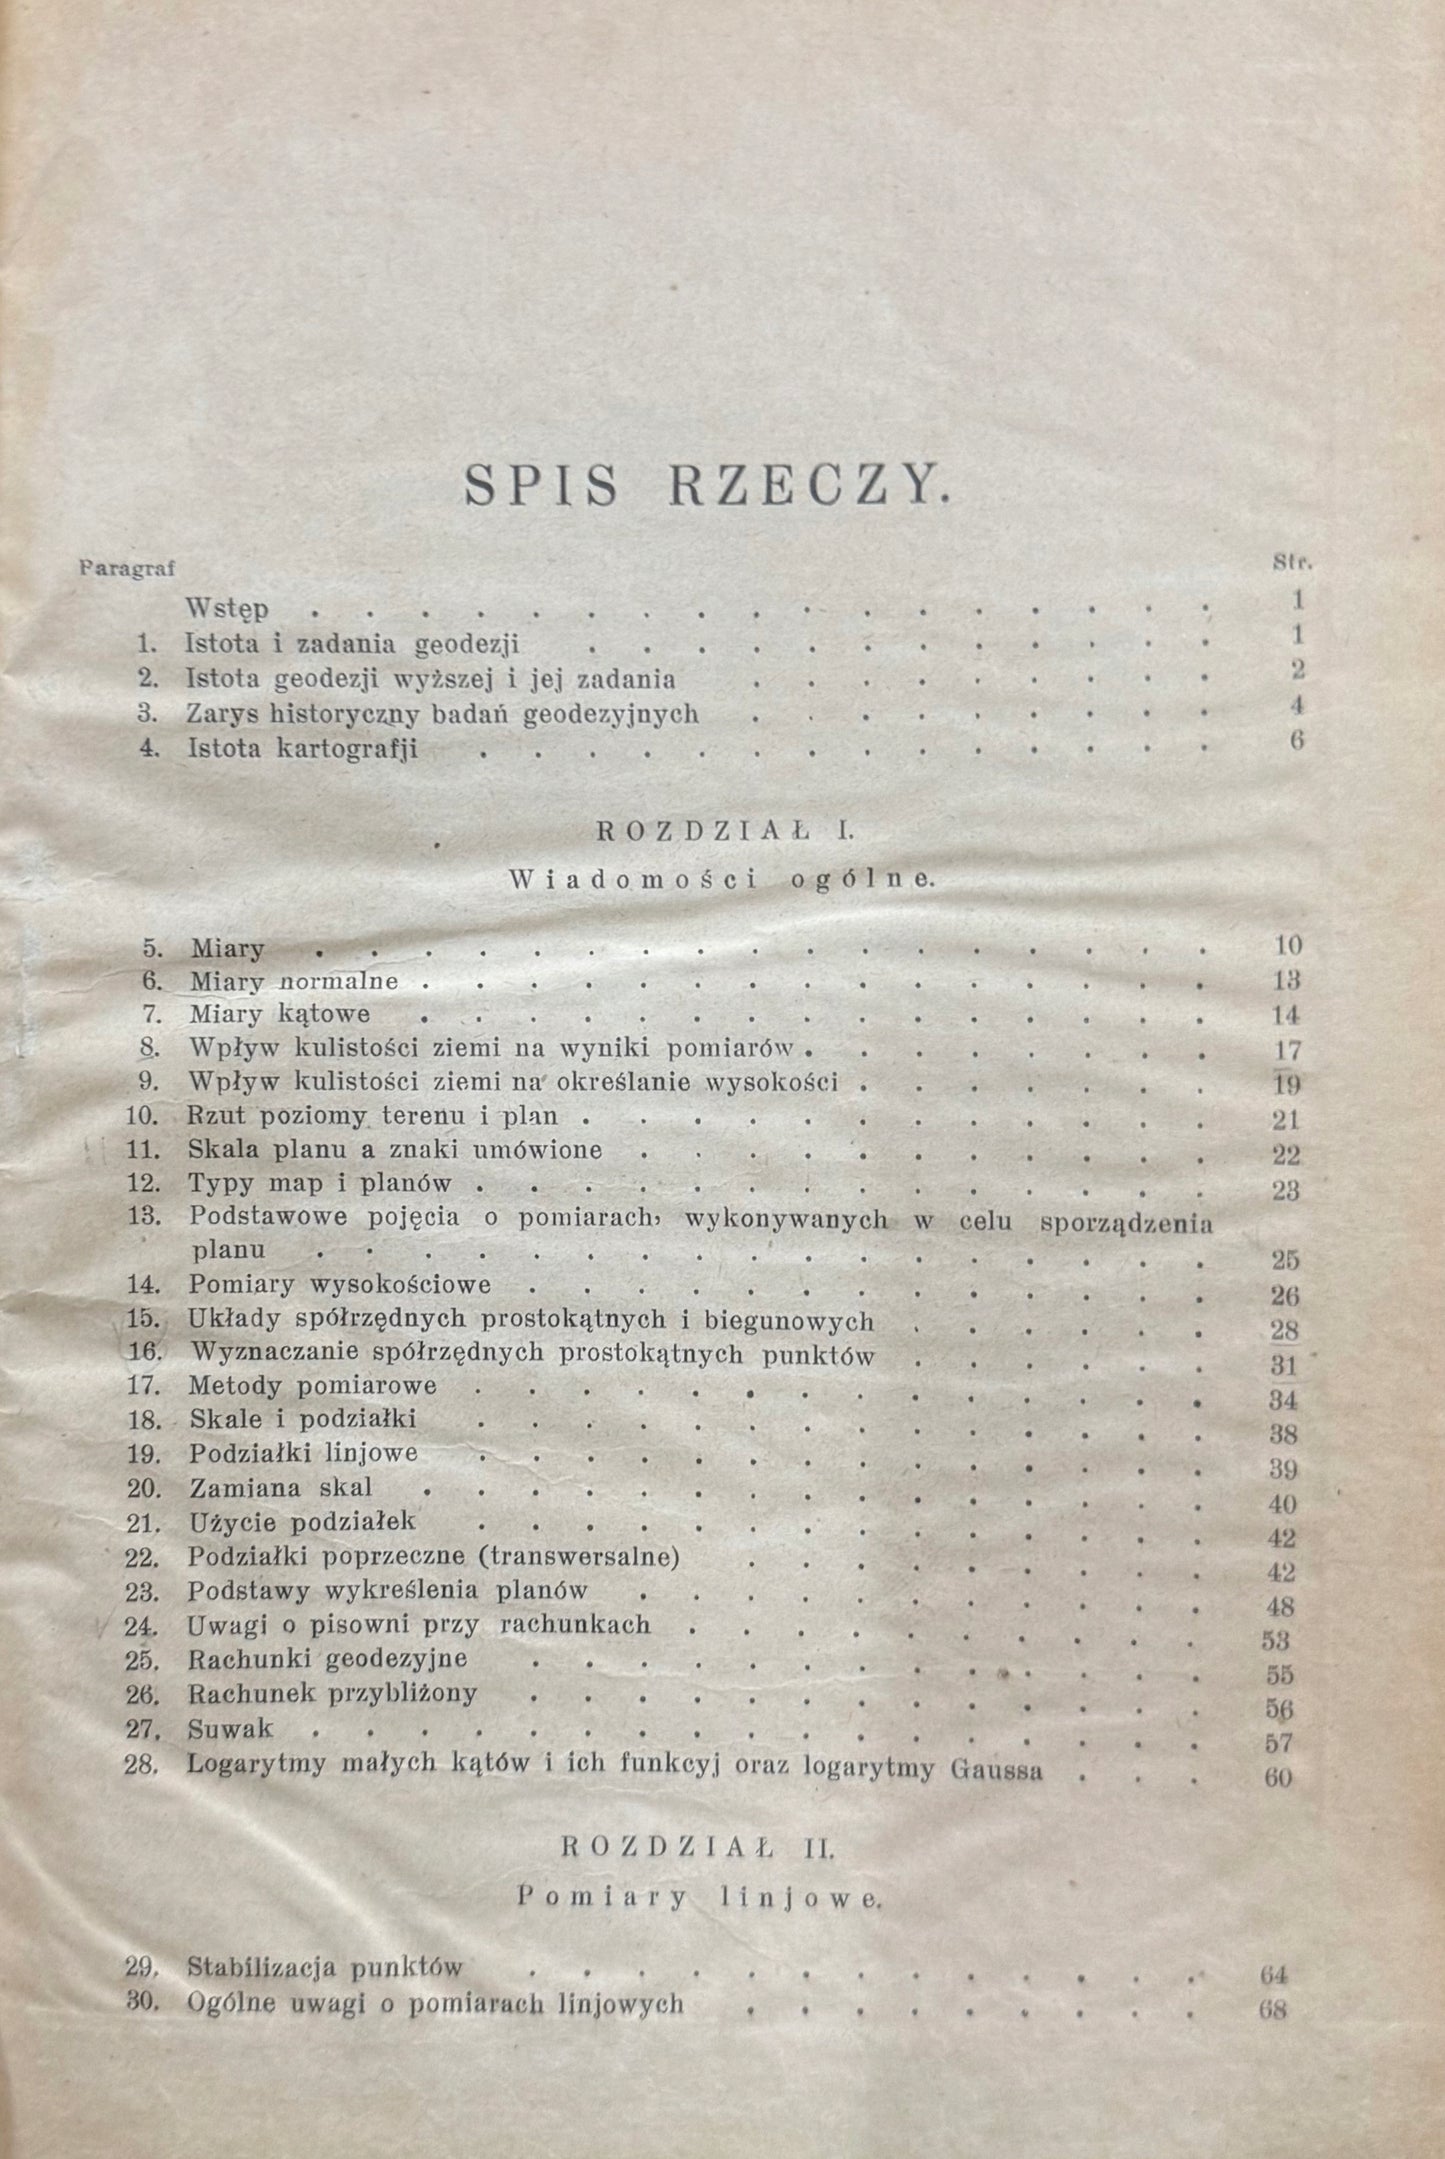 SPIS RZECZY.
Paragraf Str.
Wstęp . . . . . . . . . . . . . . . . . 1
1. Istota i zadania geodezji . . . . . . . . . . . . 1
2. Istota geodezji wyższej i jej zadania . . . . . . . . . 2
3. Zarys historyczny badań geodezyjnych . . . . . . . . . 4
4. Istota kartografji . . . . . . . . . . . . . . 6
ROZDZIAŁ I.
Wiadomości ogólne.
5. Miary . . . . . . . . . . . . . . . . . 10
6. Miary normalne . . . . . . . . . . . . . . . 13
7. Miary kątowe . . . . . . . . . . . . . . . 14
8. Wpływ kulistości ziemi na wyniki pomiarów . . . . . . . . 17
9. Wpływ kulistości ziemi na określanie wysokości . . . . . . . 19
10. Rzut poziomy terenu i plan . . . . . . . . . . . . 21
11. Skala planu a znaki umówione . . . . . . . . . . . 22
12. Typy map i planów . . . . . . . . . . . . . . 23
13. Podstawowe pojęcia o pomiarach, wykonywanych w celu sporządzenia
planu . . . . . . . . . . . . . . . . . 25
14. Pomiary wysokościowe . . . . . . . . . . . . . 26
15. Układy spółrzędnych prostokątnych i biegunowych . . . . . . 28
16. Wyznaczanie spółrzędnych prostokątnych punktów . . . . . . 31
17. Metody pomiarowe . . . . . . . . . . . . . . 34
18. Skale i podziałki . . . . . . . . . . . . . . 38
19. Podziałki linjowe . . . . . . . . . . . . . . 39
20. Zamiana skal . . . . . . . . . . . . . . . 40
21. Użycie podziałek . . . . . . . . . . . . . . 42
22. Podziałki poprzeczne (transwersalne) . . . . . . . . . 42
23. Podstawy wykreślenia planów . . . . . . . . . . . 48
24. Uwagi o pisowni przy rachunkach . . . . . . . . . . 53
25. Rachunki geodezyjne . . . . . . . . . . . . . 55
26. Rachunek przybliżony . . . . . . . . . . . . . 56
27. Suwak . . . . . . . . . . . . . . . . . 57
28. Logarytmy małych kątów i ich funkcyj oraz logarytmy Gaussa . . . 60
ROZDZIAŁ II.
Pomiary linjowe.
29. Stabilizacja punktów . . . . . . . . . . . . . 64
30. Ogólne uwagi o pomiarach linjowych . . . . . . . . . 68